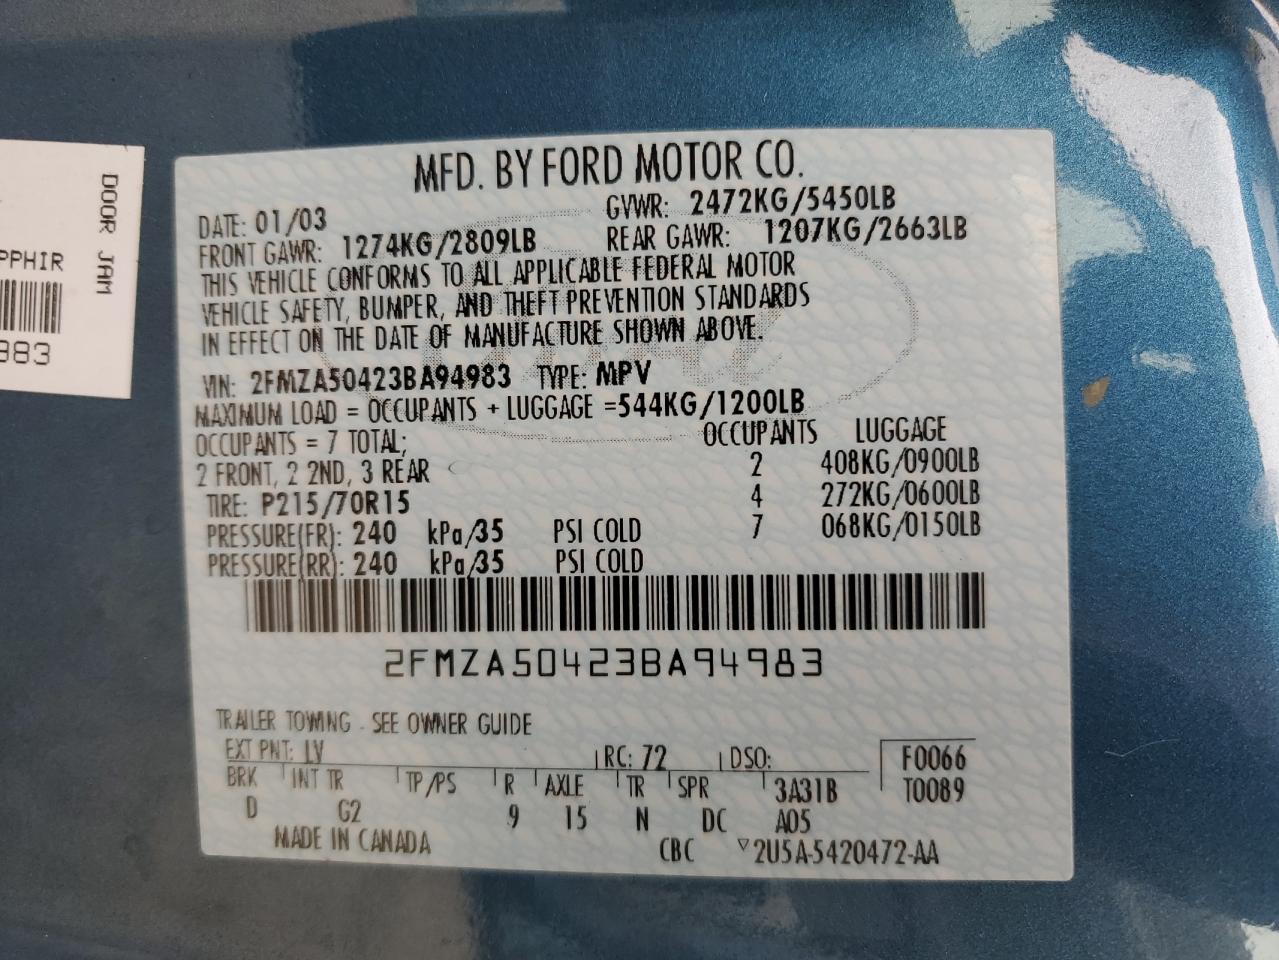 DOOR JAM
PPHIR
983
MFD. BY FORD MOTOR CO.
DATE: 01/03 GVWR: 2472KG/5450LB
FRONT GAWR: 1274KG/2809LB REAR GAWR: 1207KG/2663LB
THIS VEHICLE CONFORMS TO ALL APPLICABLE FEDERAL MOTOR
VEHICLE SAFETY, BUMPER, AND THEFT PREVENTION STANDARDS
IN EFFECT ON THE DATE OF MANUFACTURE SHOWN ABOVE.
VIN: 2FMZA50423BA94983 TYPE: MPV
MAXIMUM LOAD = OCCUPANTS + LUGGAGE =544KG/1200LB
OCCUPANTS = 7 TOTAL; OCCUPANTS LUGGAGE
2 FRONT, 2 2ND, 3 REAR 2 408KG/0900LB
TIRE: P215/70R15 4 272KG/0600LB
PRESSURE(FR): 240 kPa/35 PSI COLD 7 068KG/0150LB
PRESSURE(RR): 240 kPa/35 PSI COLD
2FMZA50423BA94983
TRAILER TOWING - SEE OWNER GUIDE
EXT PNT: LV RC: 72 DSO: F0066
BRK INT TR TP/PS R AXLE TR SPR 3A31B T0089
D G2 9 15 N DC A05
MADE IN CANADA CBC ▽2U5A-5420472-AA